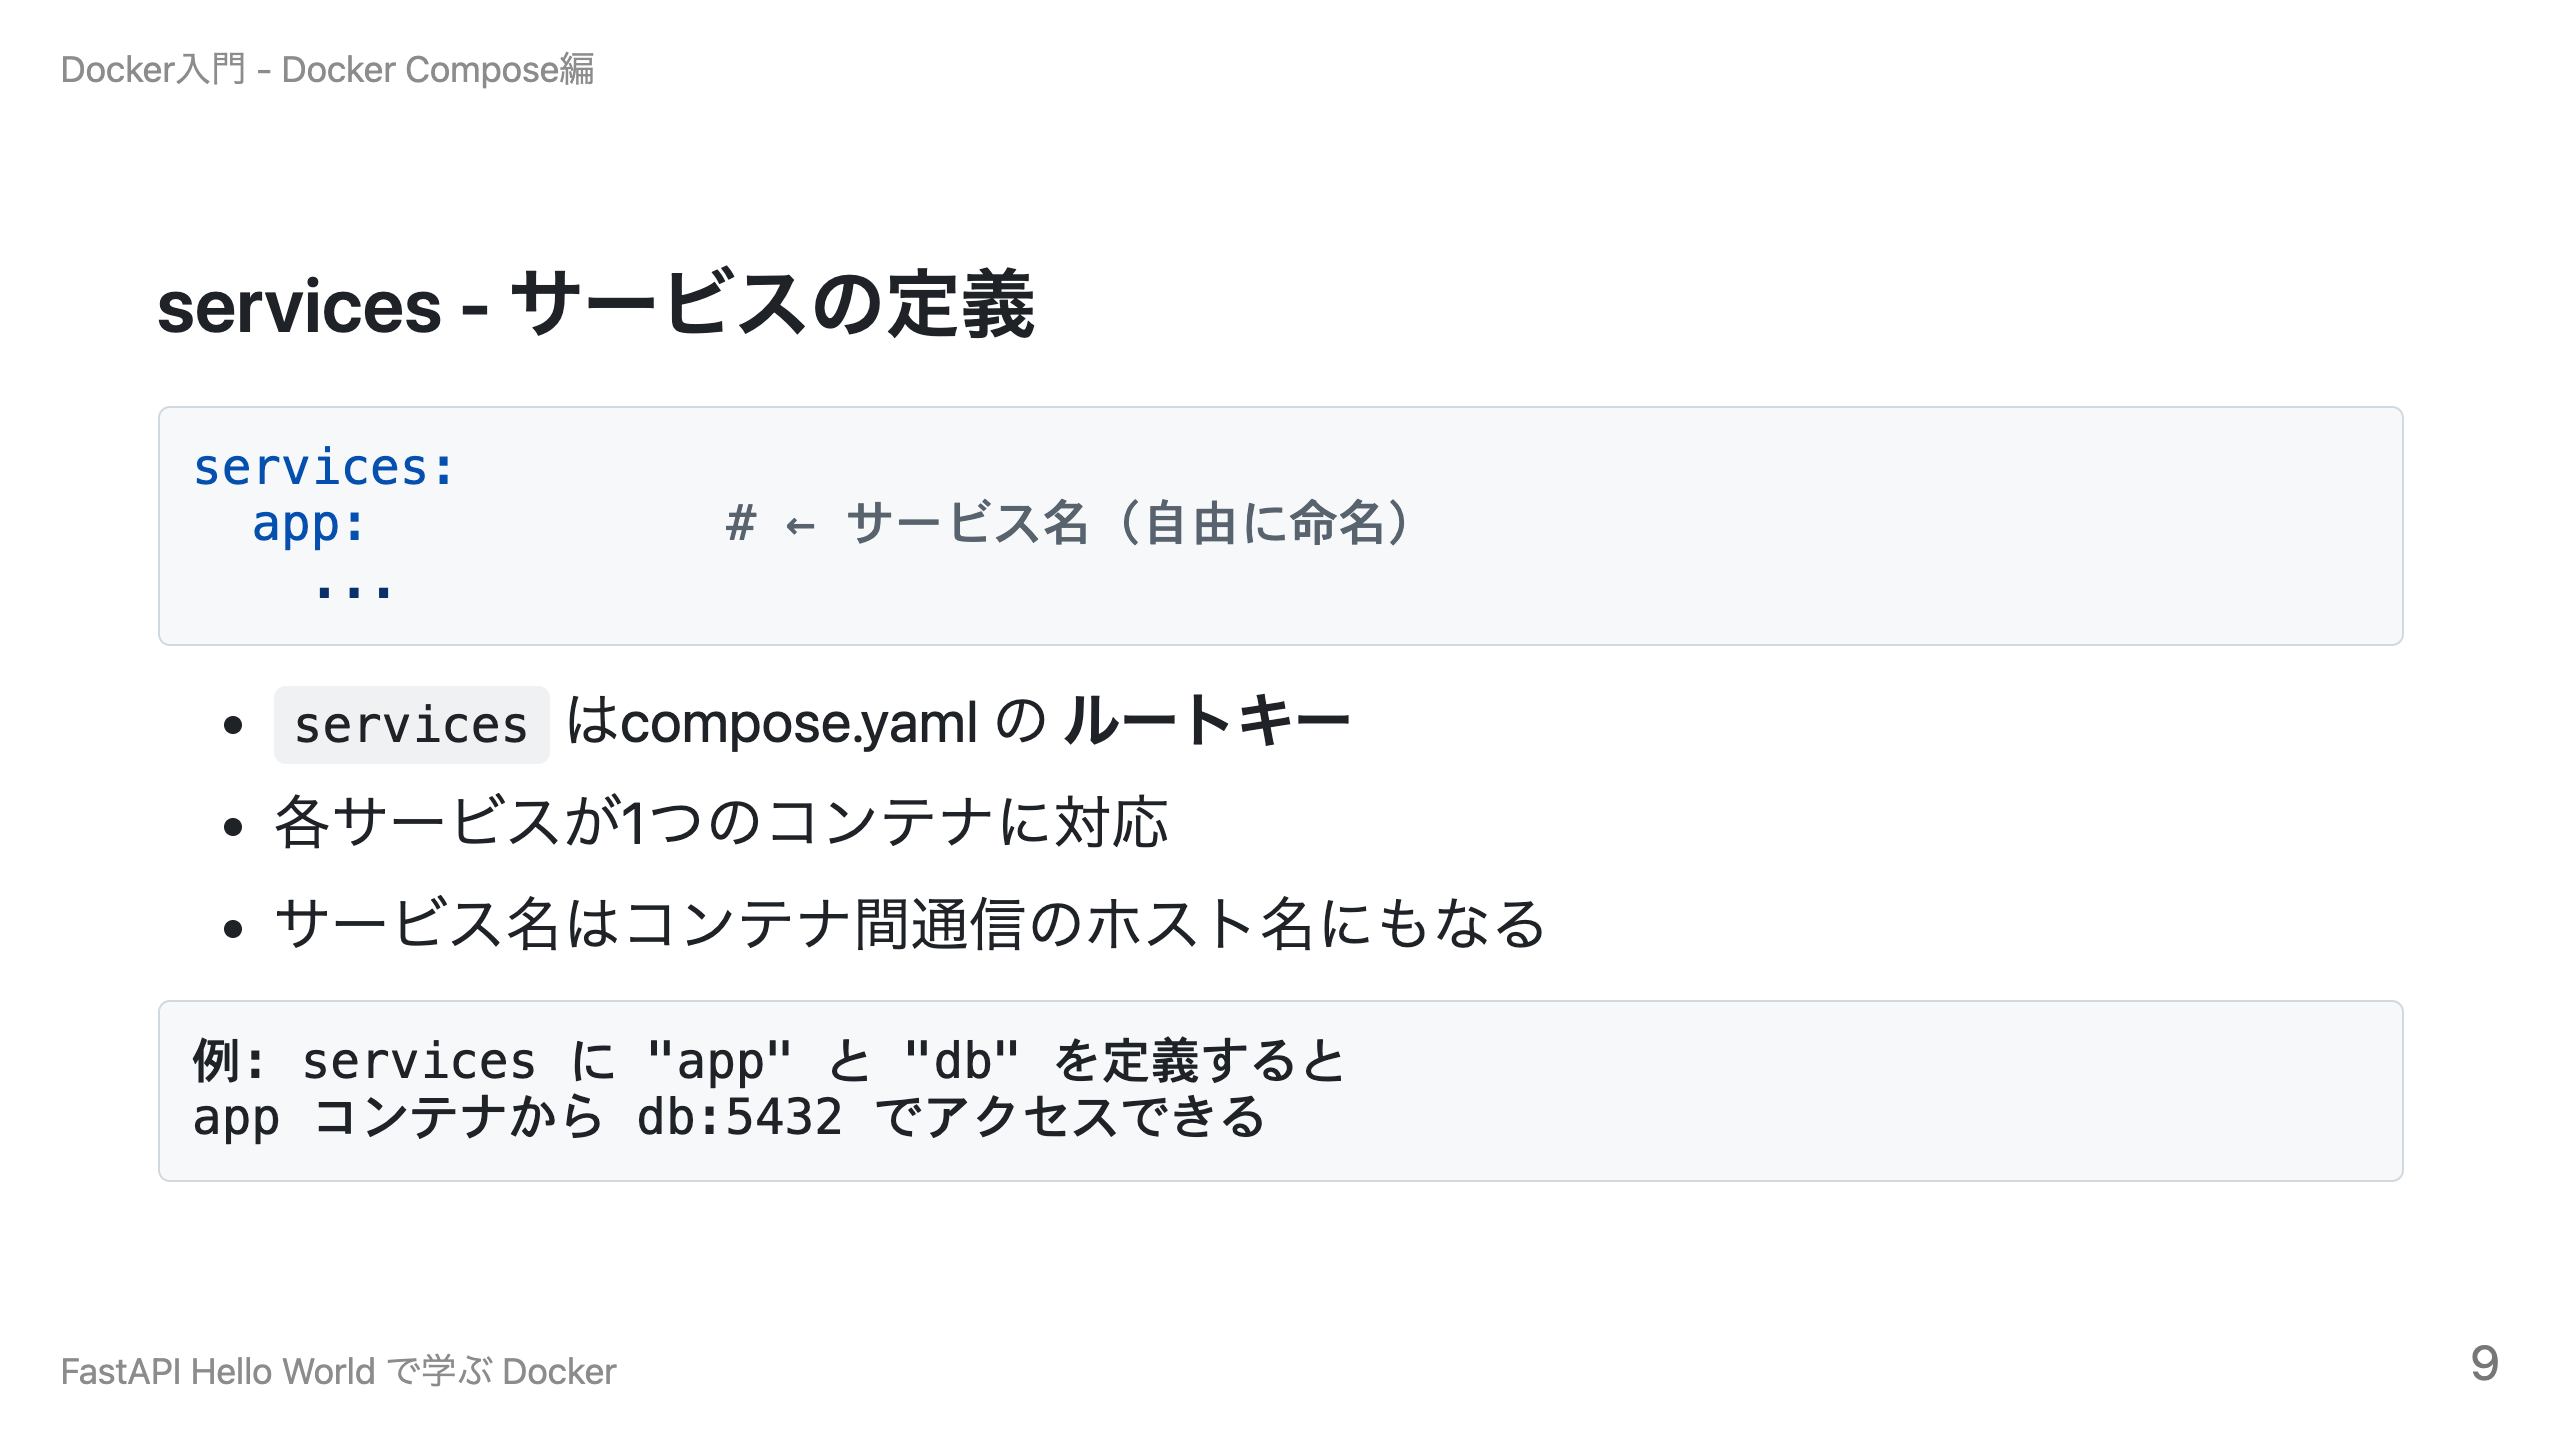 Docker入門 - Docker Compose編
services - サービスの定義
services:
  app:                  # ← サービス名（自由に命名）
    ...
• services はcompose.yaml の ルートキー
• 各サービスが1つのコンテナに対応
• サービス名はコンテナ間通信のホスト名にもなる
例: services に "app" と "db" を定義すると
app コンテナから db:5432 でアクセスできる
FastAPI Hello World で学ぶ Docker
9